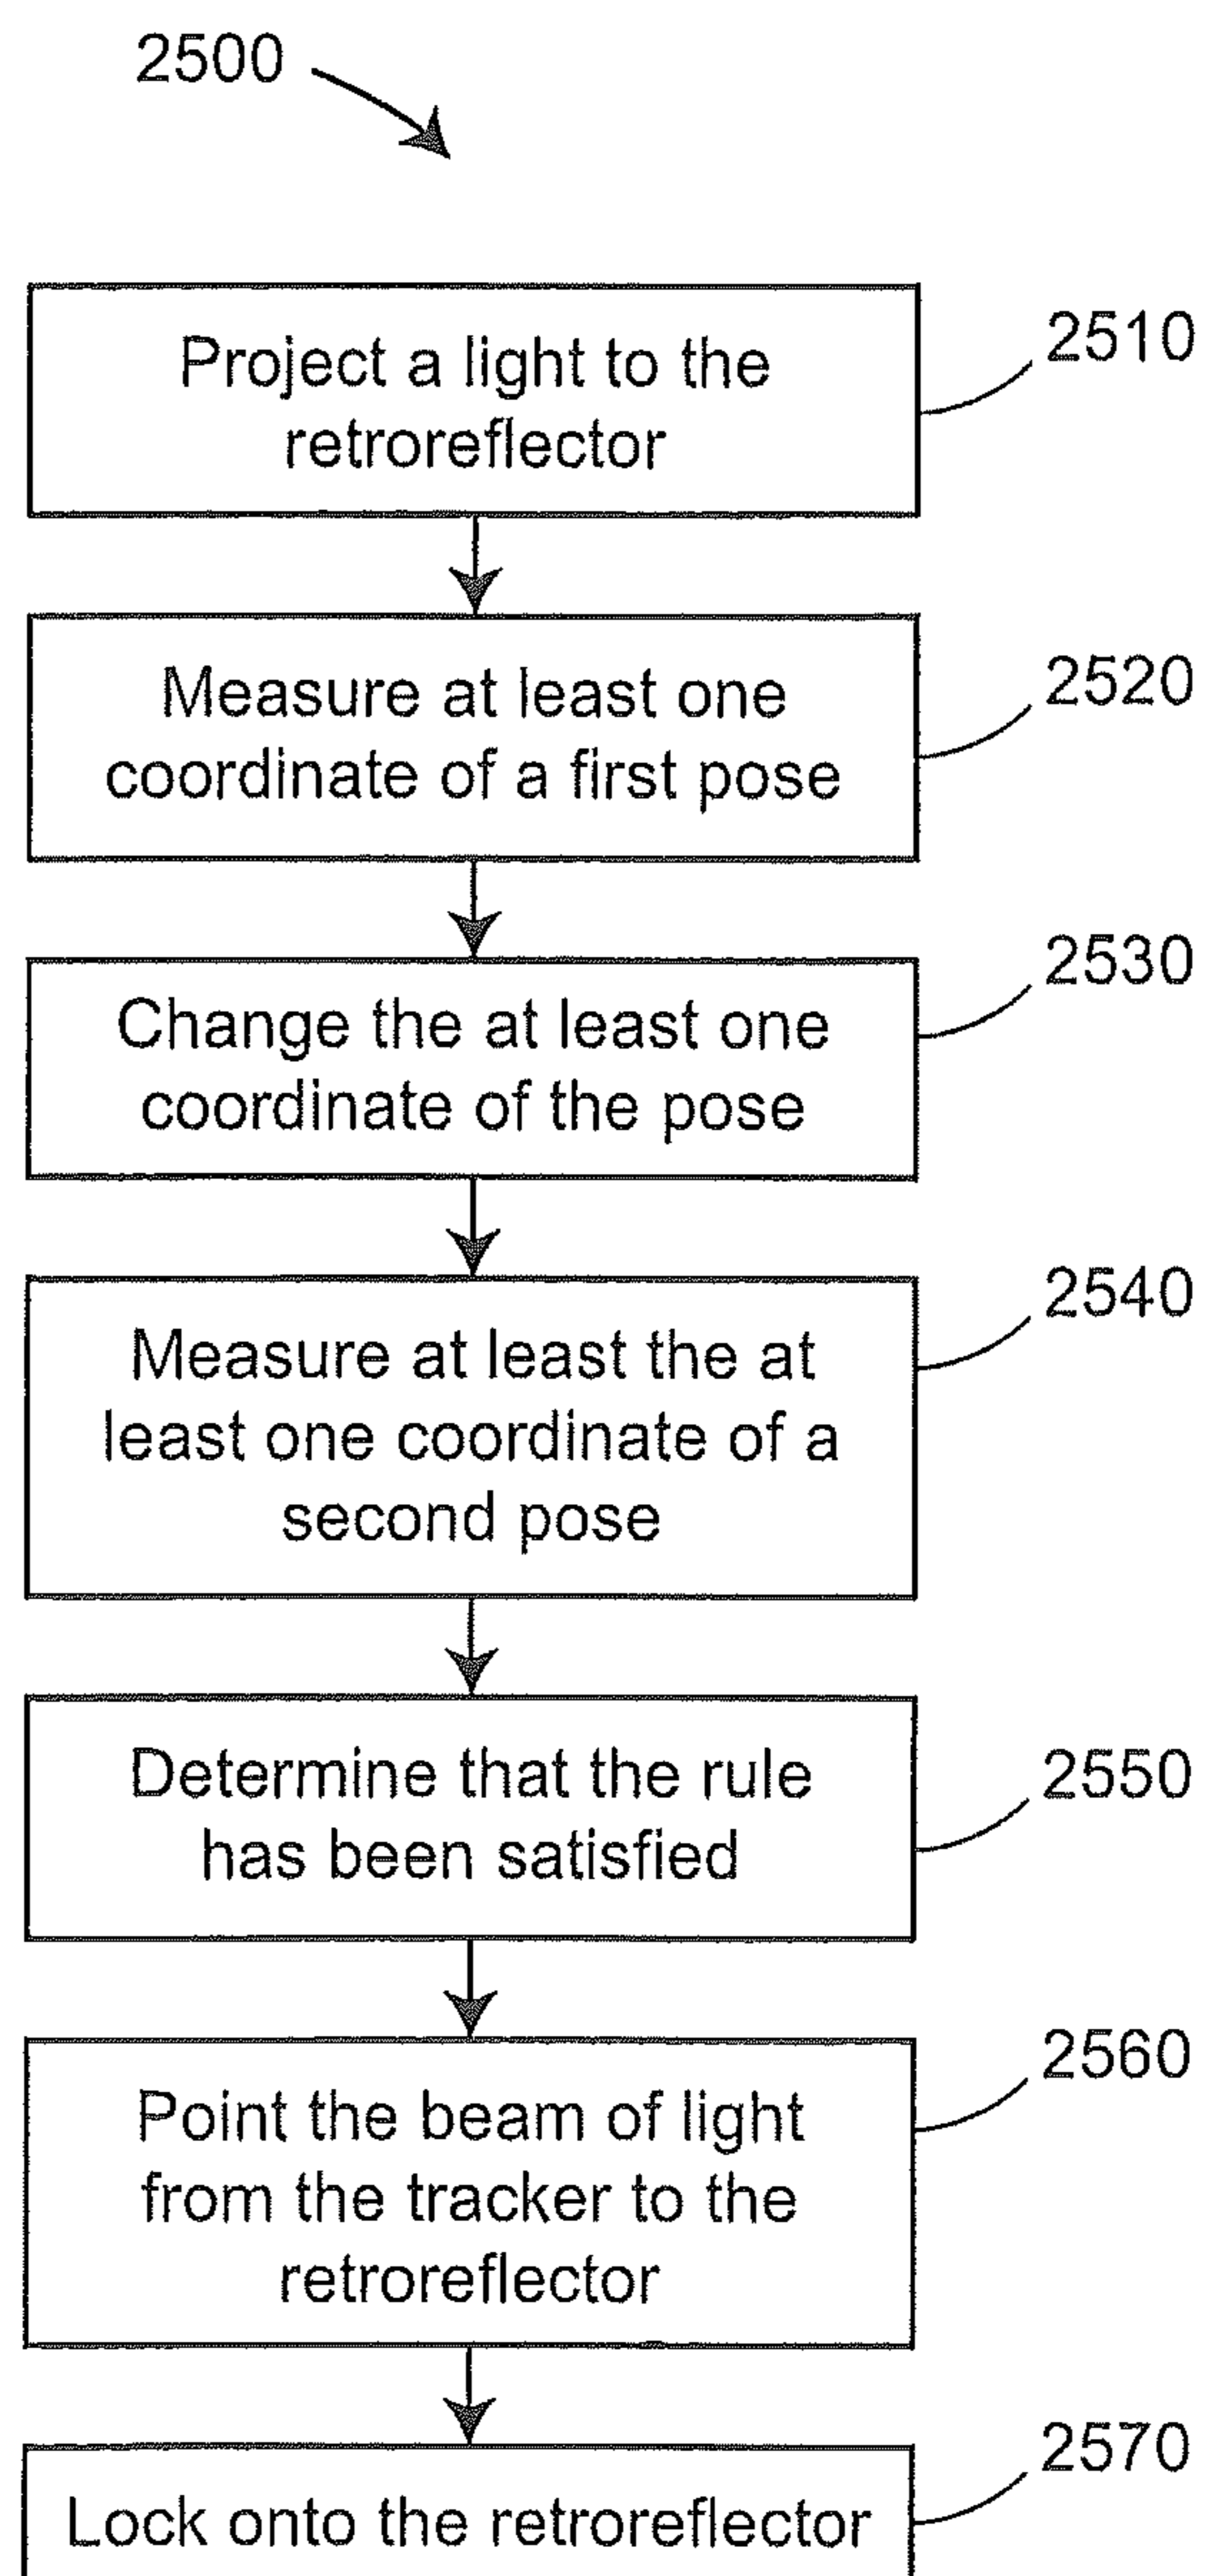 2500
Project a light to the
retroreflector
2510
Measure at least one
coordinate of a first pose
2520
Change the at least one
coordinate of the pose
2530
Measure at least the at
least one coordinate of a
second pose
2540
Determine that the rule
has been satisfied
2550
Point the beam of light
from the tracker to the
retroreflector
2560
Lock onto the retroreflector
2570